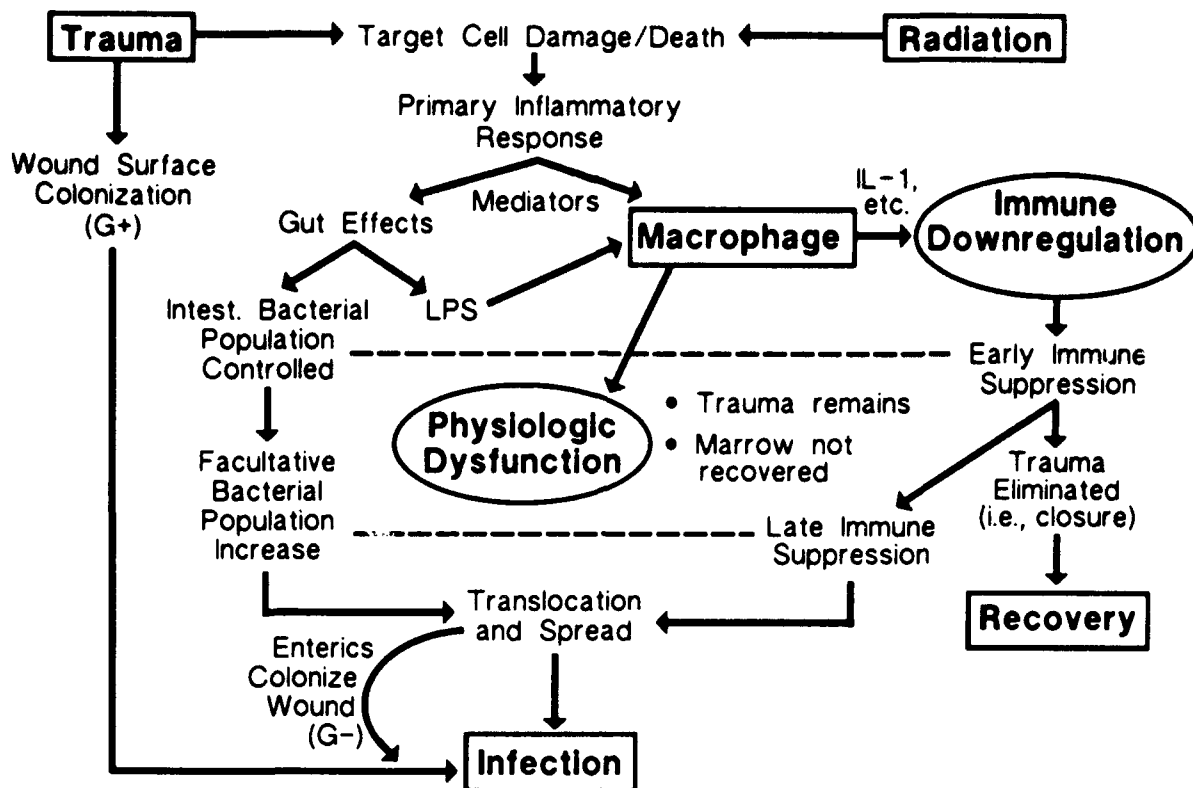 Trauma
Target Cell Damage/Death
Radiation
Primary Inflammatory
Response
Wound Surface
Colonization
(G+)
Gut Effects
Mediators
Macrophage
IL-1,
etc.
Immune
Downregulation
Intest. Bacterial
Population
Controlled
LPS
Early Immune
Suppression
Physiologic
Dysfunction
• Trauma remains
• Marrow not
recovered
Facultative
Bacterial
Population
Increase
Trauma
Eliminated
(i.e., closure)
Late Immune
Suppression
Translocation
and Spread
Recovery
Enterics
Colonize
Wound
(G-)
Infection